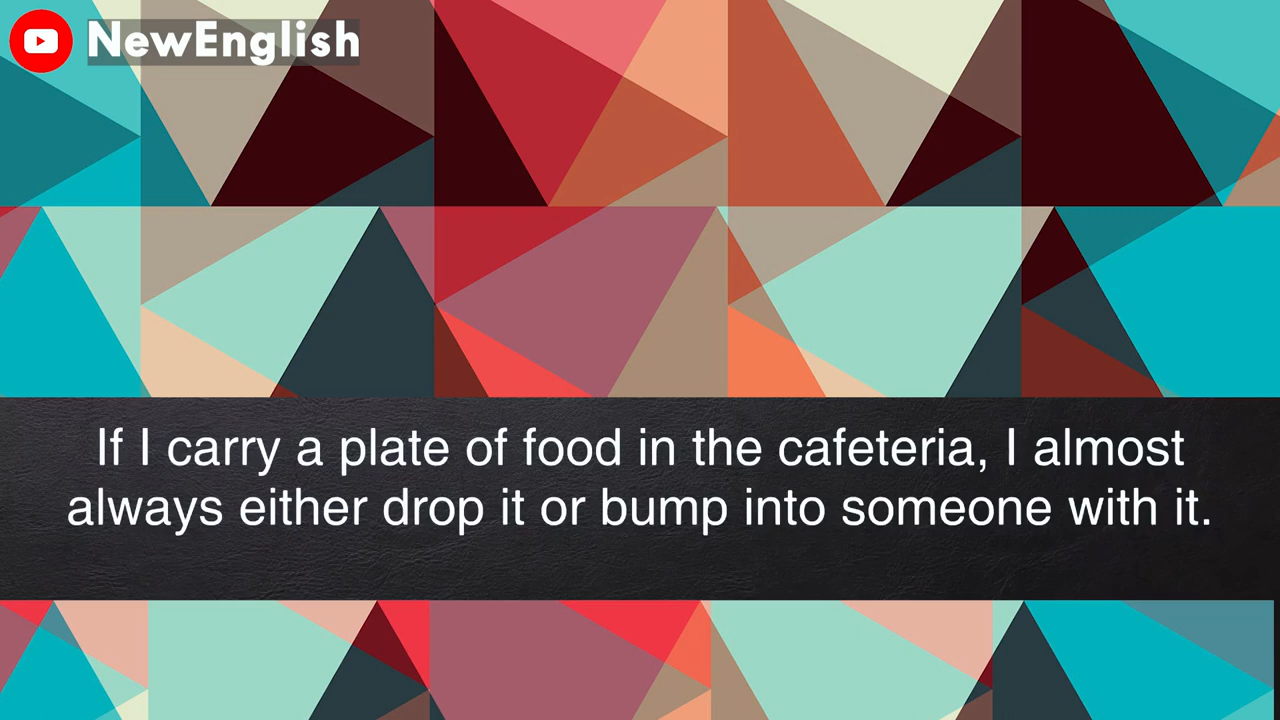 NewEnglish
If I carry a plate of food in the cafeteria, I almost
always either drop it or bump into someone with it.